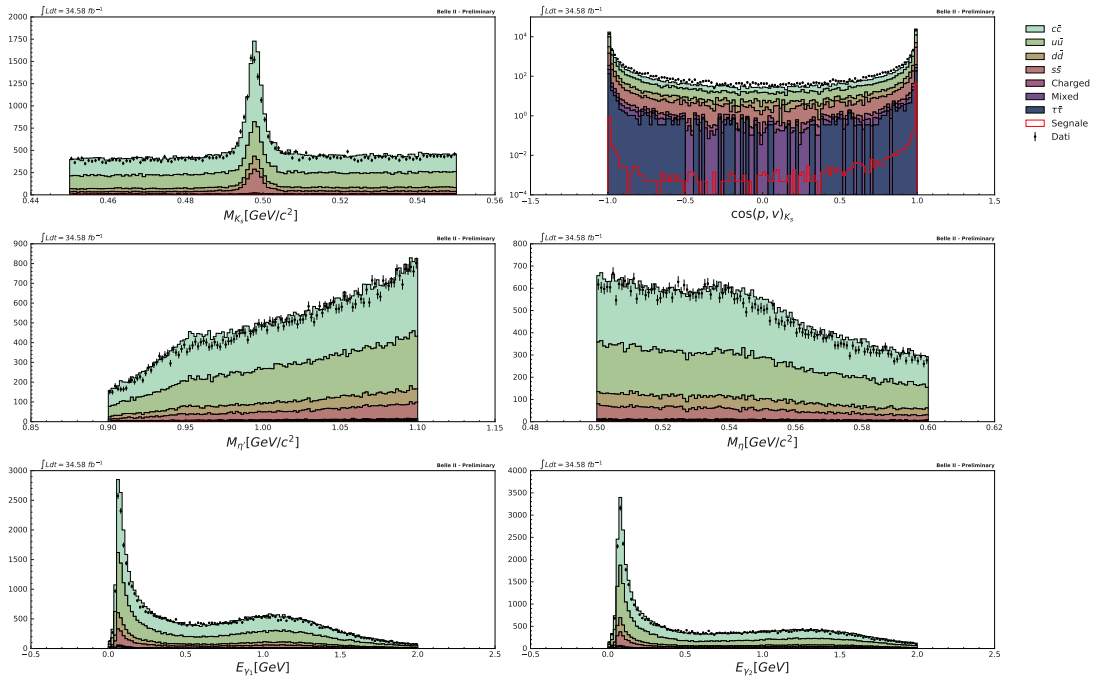 ∫Ldt = 34.58 fb⁻¹ Belle II - Preliminary
2000
1750
1500
1250
1000
750
500
250
0
0.44 0.46 0.48 0.50 0.52 0.54 0.56
M_{K_s}[GeV/c²]
∫Ldt = 34.58 fb⁻¹ Belle II - Preliminary
10⁴
10²
10⁰
10⁻²
10⁻⁴
−1.5 −1.0 −0.5 0.0 0.5 1.0 1.5
cos(p, v)_{K_s}
cc̄
uū
dd̄
ss̄
Charged
Mixed
ττ̄
Segnale
Dati
∫Ldt = 34.58 fb⁻¹ Belle II - Preliminary
900
800
700
600
500
400
300
200
100
0
0.85 0.90 0.95 1.00 1.05 1.10 1.15
M_{η′}[GeV/c²]
∫Ldt = 34.58 fb⁻¹ Belle II - Preliminary
800
700
600
500
400
300
200
100
0
0.48 0.50 0.52 0.54 0.56 0.58 0.60 0.62
M_η[GeV/c²]
∫Ldt = 34.58 fb⁻¹ Belle II - Preliminary
3000
2500
2000
1500
1000
500
0
−0.5 0.0 0.5 1.0 1.5 2.0 2.5
E_{γ₁}[GeV]
∫Ldt = 34.58 fb⁻¹ Belle II - Preliminary
4000
3500
3000
2500
2000
1500
1000
500
0
−0.5 0.0 0.5 1.0 1.5 2.0 2.5
E_{γ₂}[GeV]